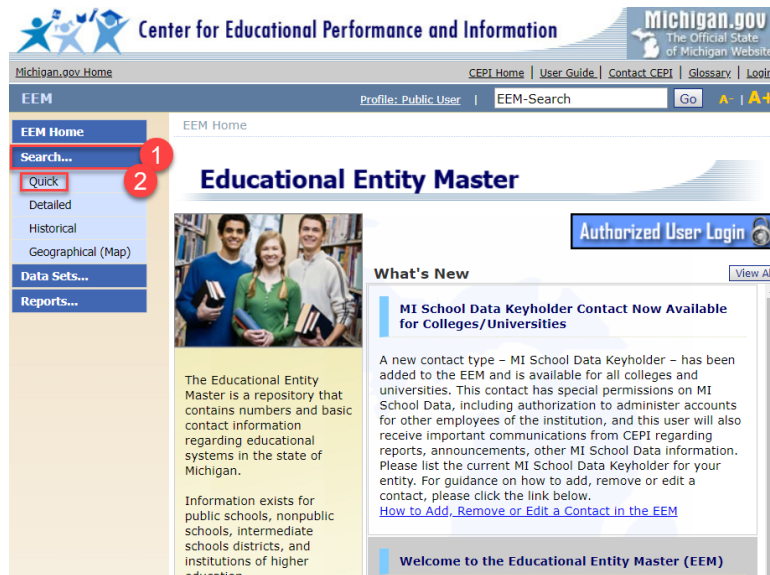 Center for Educational Performance and Information
Michigan.gov
The Official State
of Michigan Website
Michigan.gov Home
CEPI Home | User Guide | Contact CEPI | Glossary | Login
EEM
Profile: Public User | EEM-Search Go A- | A+
EEM Home
Search... 1
Quick 2
Detailed
Historical
Geographical (Map)
Data Sets...
Reports...
EEM Home
Educational Entity Master
Authorized User Login
The Educational Entity
Master is a repository that
contains numbers and basic
contact information
regarding educational
systems in the state of
Michigan.
Information exists for
public schools, nonpublic
schools, intermediate
schools districts, and
institutions of higher
education
What's New
View Al
MI School Data Keyholder Contact Now Available
for Colleges/Universities
A new contact type – MI School Data Keyholder – has been
added to the EEM and is available for all colleges and
universities. This contact has special permissions on MI
School Data, including authorization to administer accounts
for other employees of the institution, and this user will also
receive important communications from CEPI regarding
reports, announcements, other MI School Data information.
Please list the current MI School Data Keyholder for your
entity. For guidance on how to add, remove or edit a
contact, please click the link below.
How to Add, Remove or Edit a Contact in the EEM
Welcome to the Educational Entity Master (EEM)